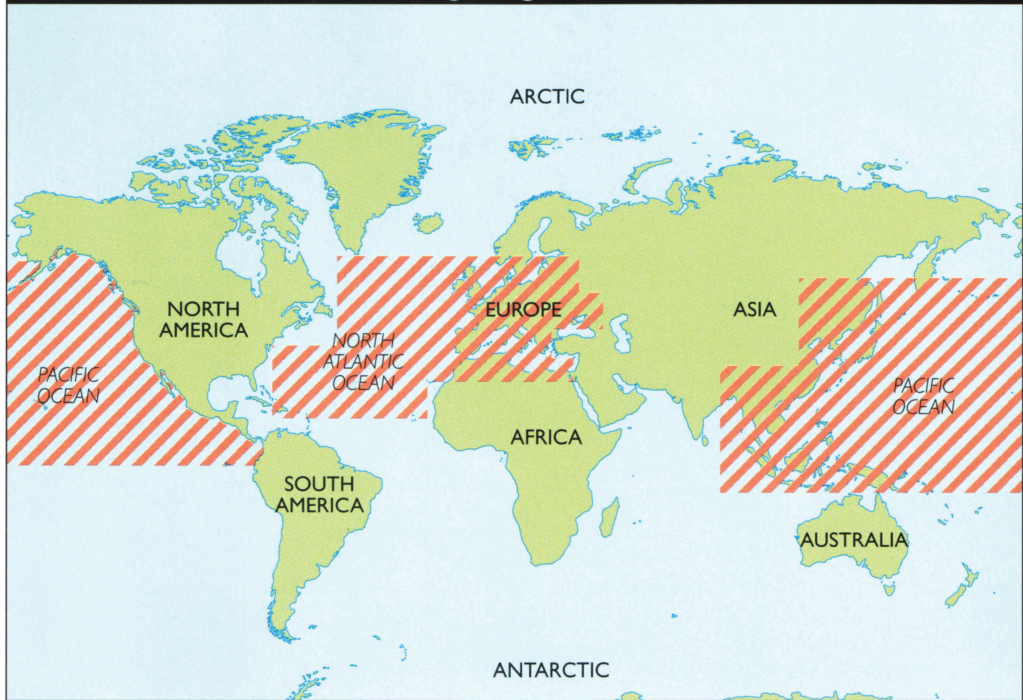 ARCTIC
NORTH
AMERICA
EUROPE
ASIA
NORTH
ATLANTIC
OCEAN
PACIFIC
OCEAN
PACIFIC
OCEAN
AFRICA
SOUTH
AMERICA
AUSTRALIA
ANTARCTIC